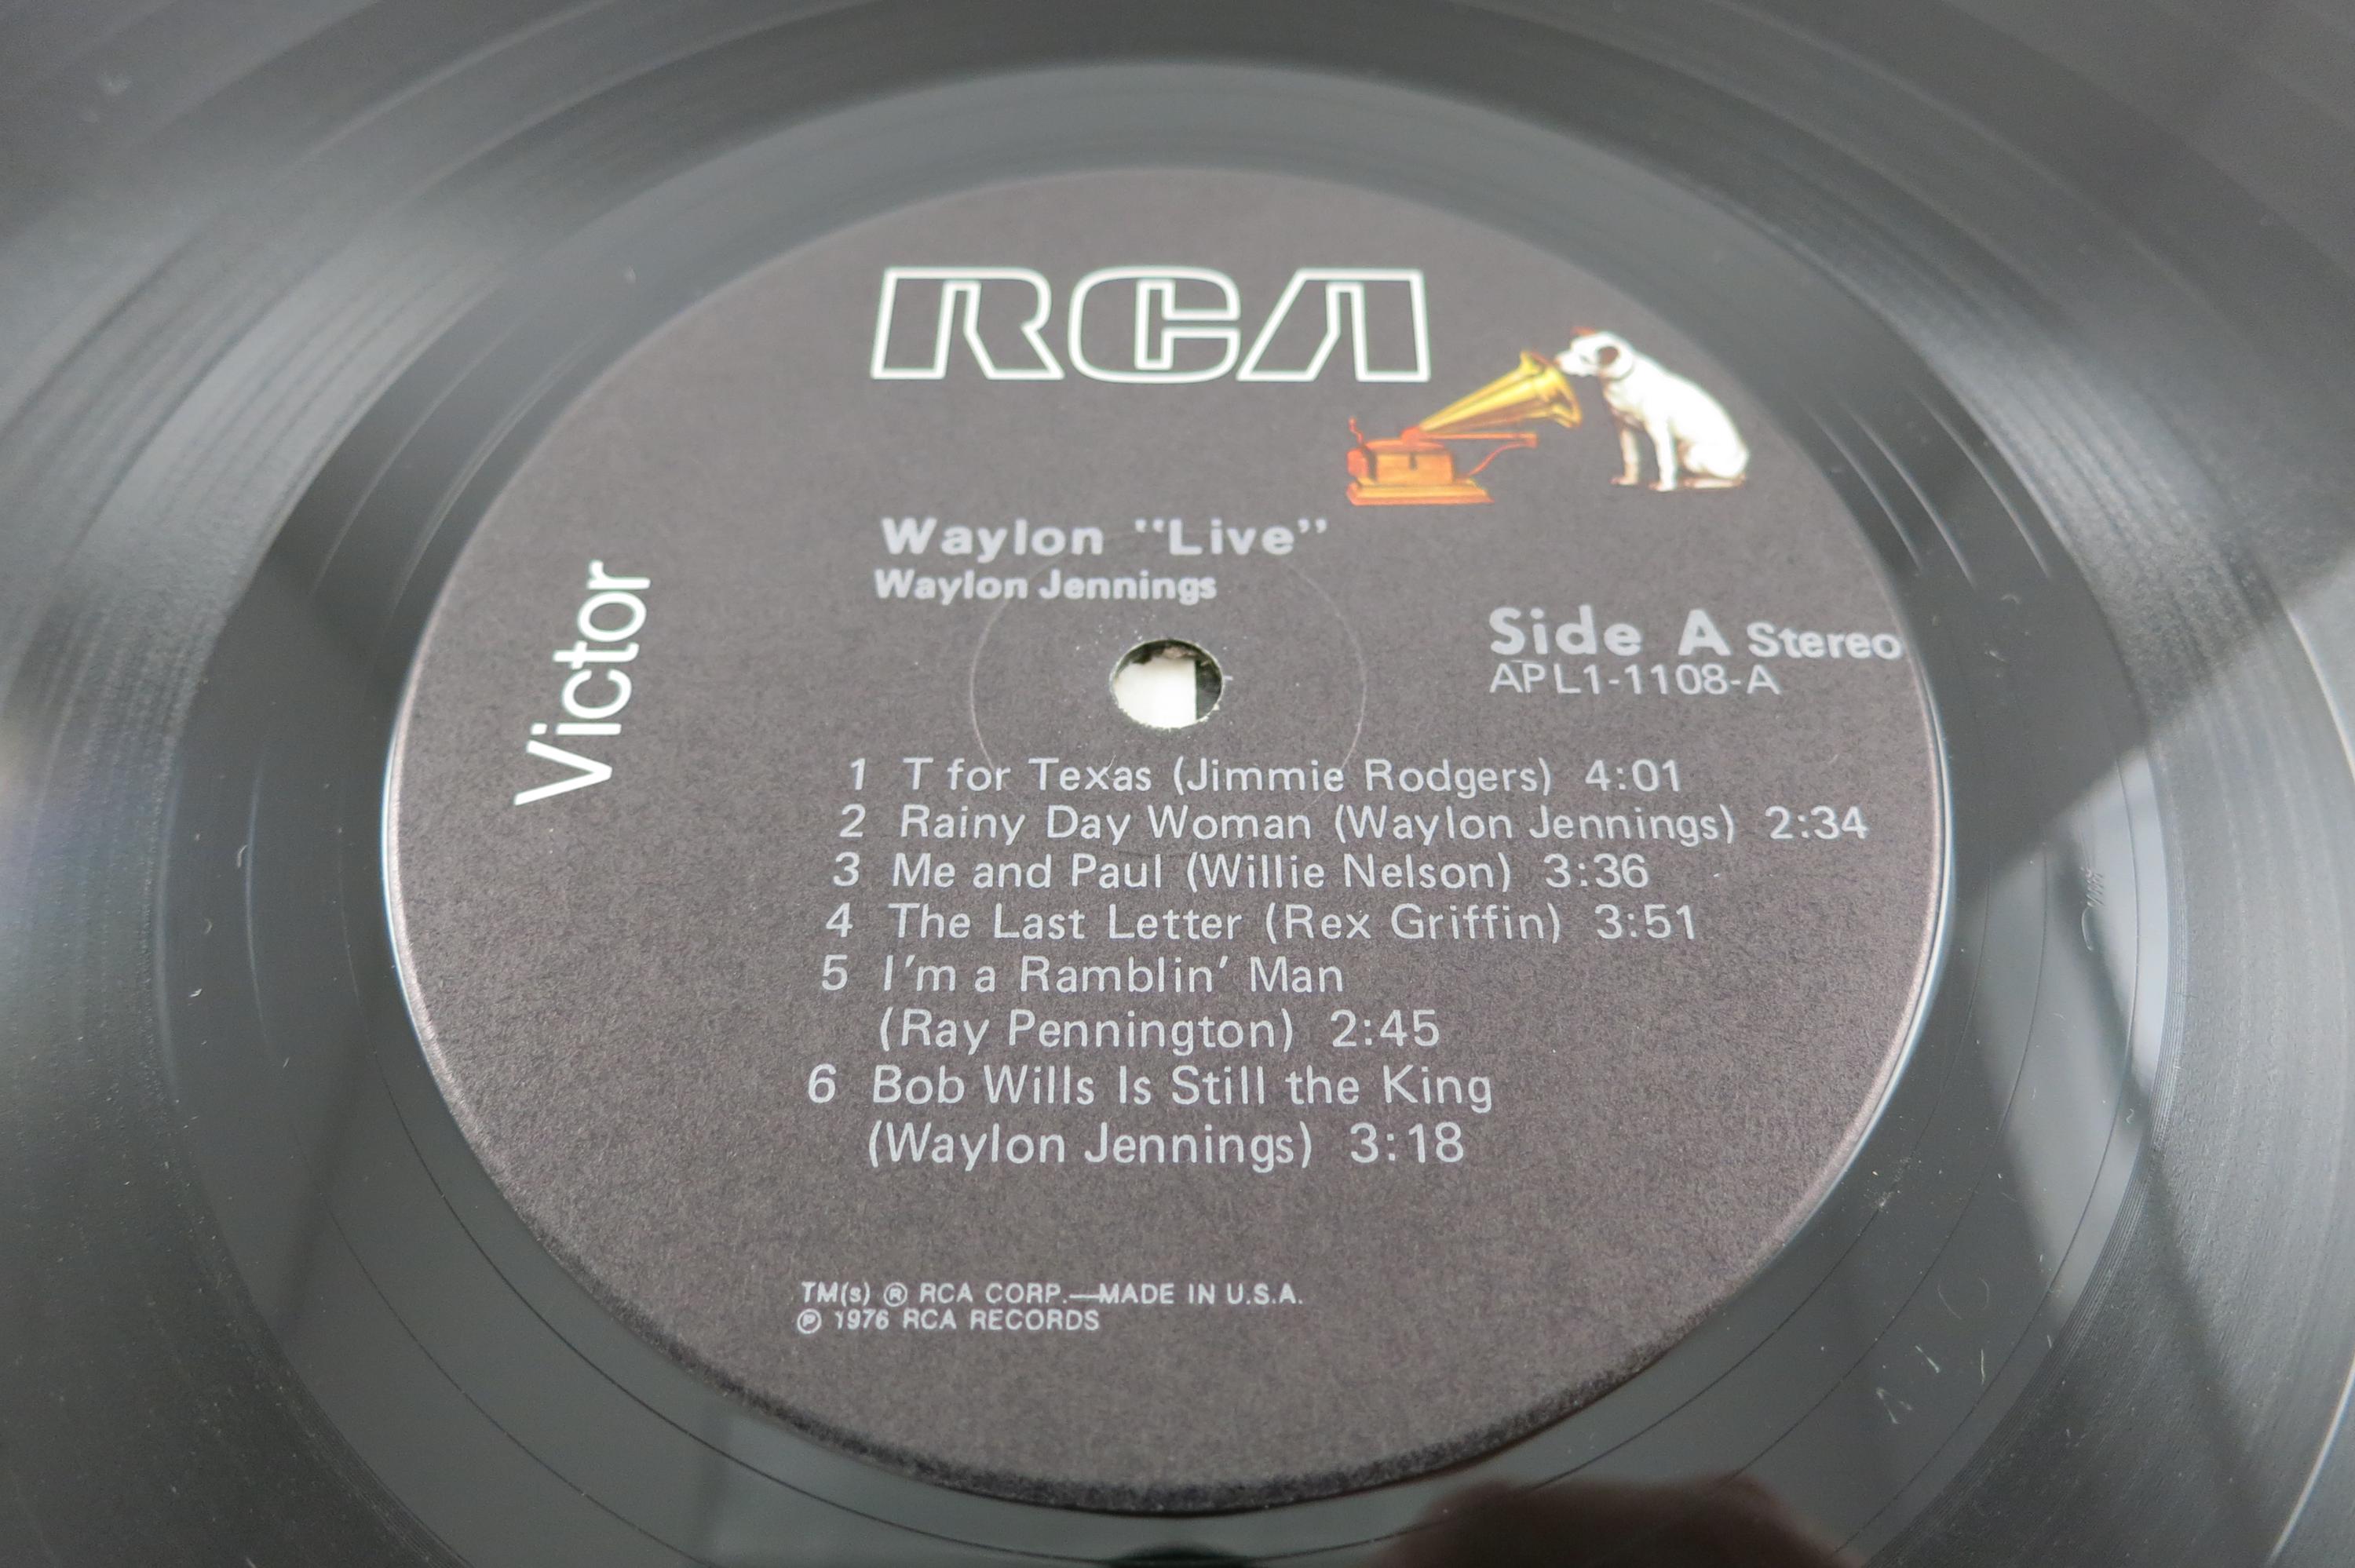 RCA
Victor
Waylon "Live"
Waylon Jennings
Side A Stereo
APL1-1108-A
1 T for Texas (Jimmie Rodgers) 4:01
2 Rainy Day Woman (Waylon Jennings) 2:34
3 Me and Paul (Willie Nelson) 3:36
4 The Last Letter (Rex Griffin) 3:51
5 I'm a Ramblin' Man
(Ray Pennington) 2:45
6 Bob Wills Is Still the King
(Waylon Jennings) 3:18
TM(s) ® RCA CORP.—MADE IN U.S.A.
℗ 1976 RCA RECORDS